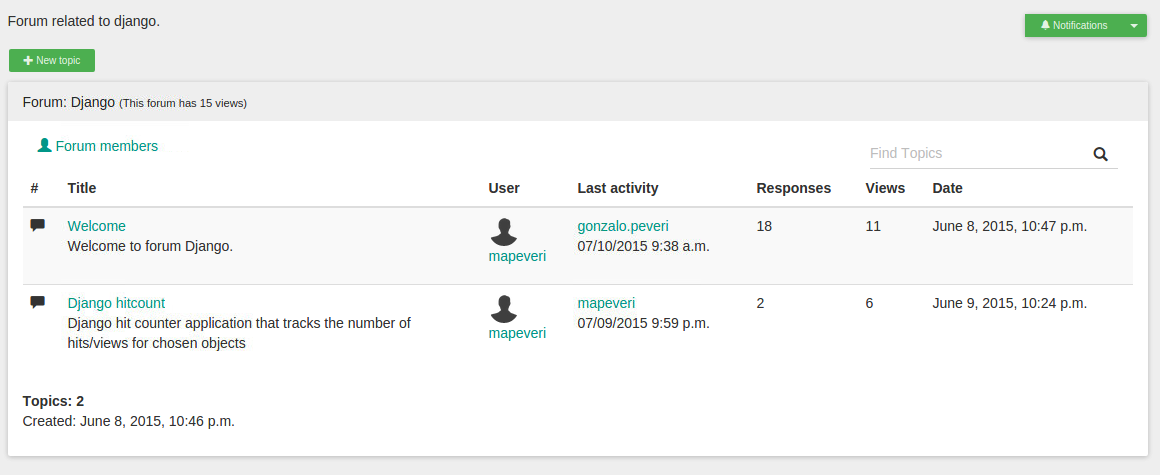 Forum related to django.
Notifications
New topic
Forum: Django (This forum has 15 views)
Forum members
Find Topics
# Title User Last activity Responses Views Date
Welcome gonzalo.peveri 18 11 June 8, 2015, 10:47 p.m.
Welcome to forum Django. 07/10/2015 9:38 a.m.
mapeveri
Django hitcount mapeveri 2 6 June 9, 2015, 10:24 p.m.
Django hit counter application that tracks the number of 07/09/2015 9:59 p.m.
mapeveri
hits/views for chosen objects
Topics: 2
Created: June 8, 2015, 10:46 p.m.